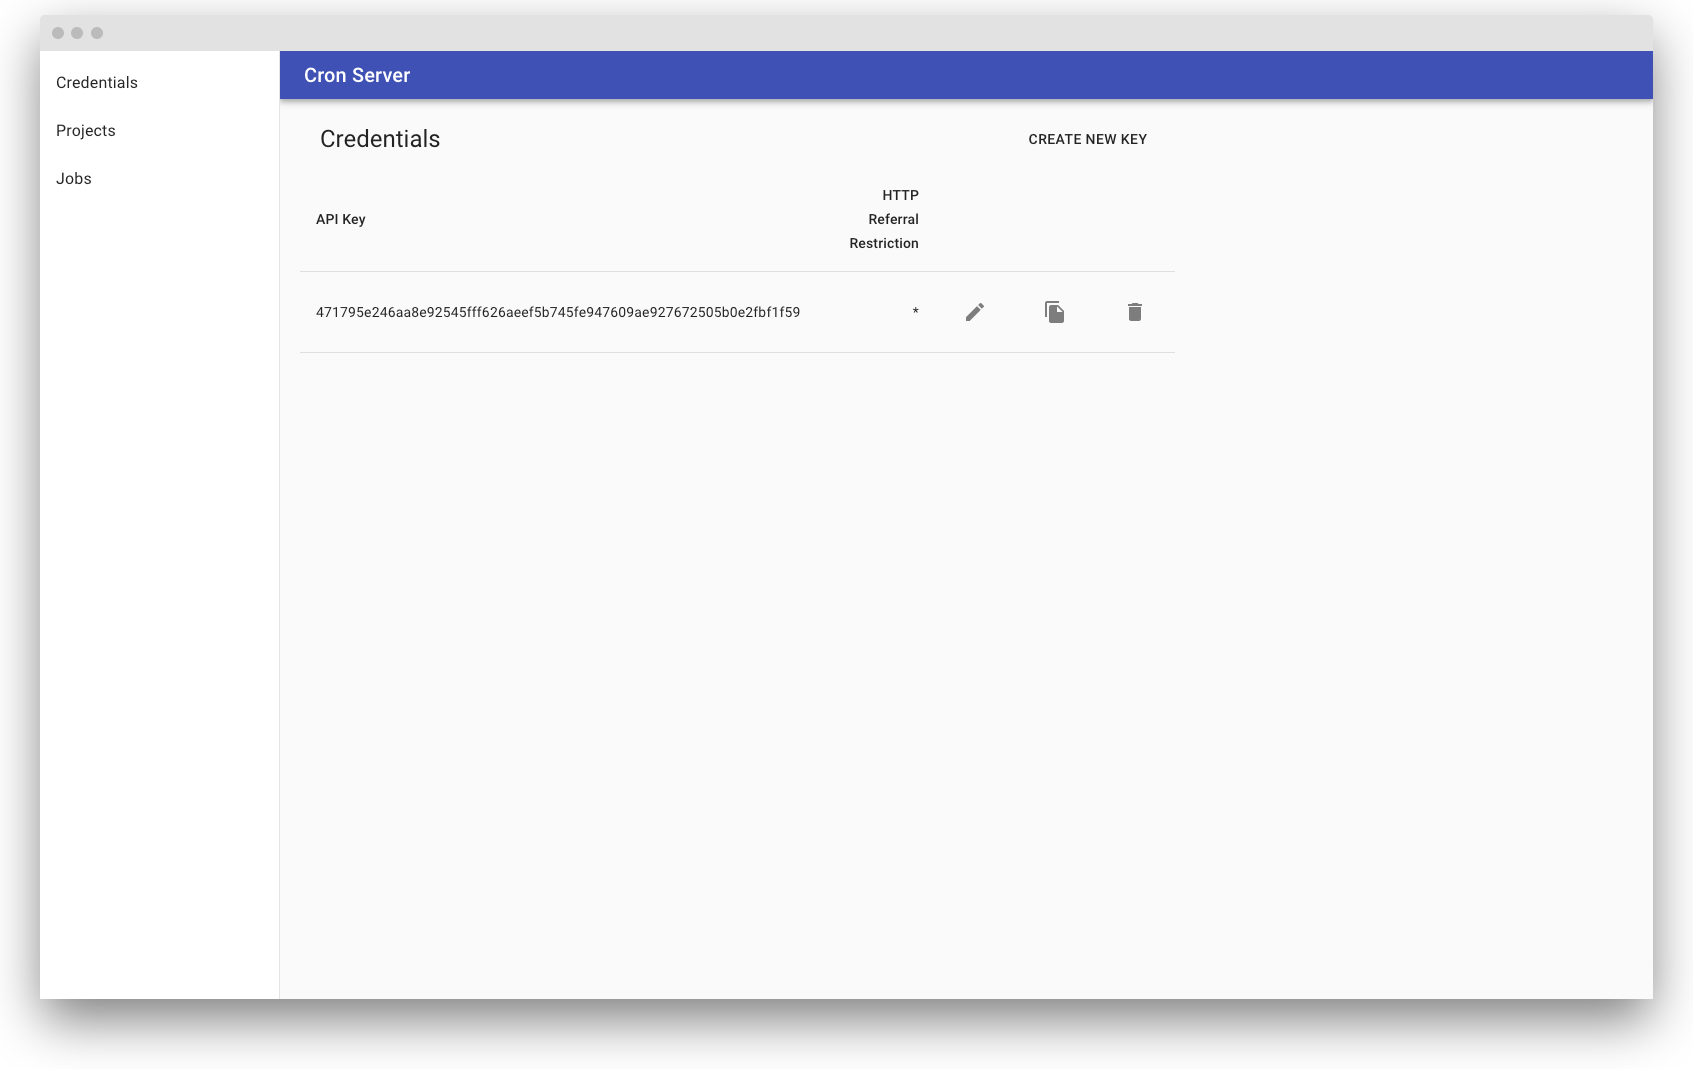 Credentials
Projects
Jobs
Cron Server
Credentials
CREATE NEW KEY
API Key
HTTP
Referral
Restriction
471795e246aa8e92545fff626aeef5b745fe947609ae927672505b0e2fbf1f59
*